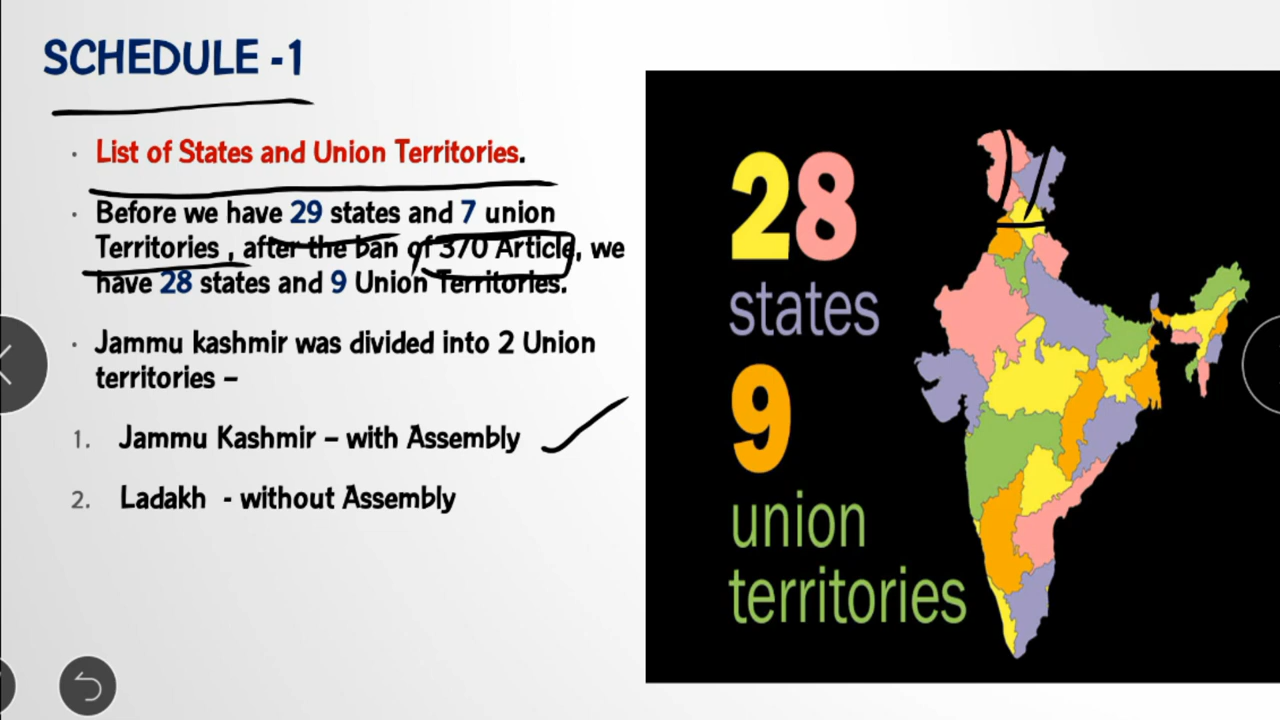 SCHEDULE -1
· List of States and Union Territories.
· Before we have 29 states and 7 union
Territories , after the ban of 370 Article, we
have 28 states and 9 Union Territories.
· Jammu kashmir was divided into 2 Union
territories –
1. Jammu Kashmir – with Assembly
2. Ladakh - without Assembly
28
states
9
union
territories